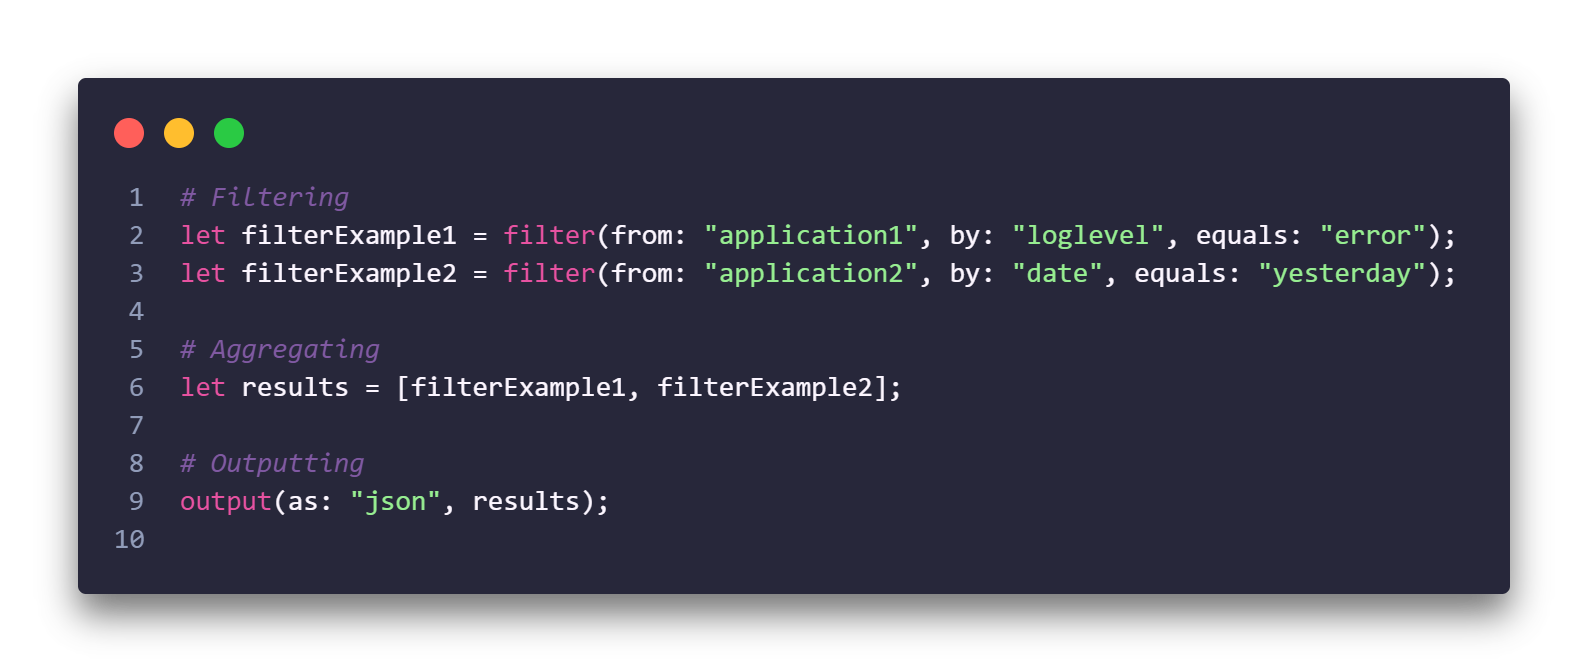 1 # Filtering
2 let filterExample1 = filter(from: "application1", by: "loglevel", equals: "error");
3 let filterExample2 = filter(from: "application2", by: "date", equals: "yesterday");
4
5 # Aggregating
6 let results = [filterExample1, filterExample2];
7
8 # Outputting
9 output(as: "json", results);
10